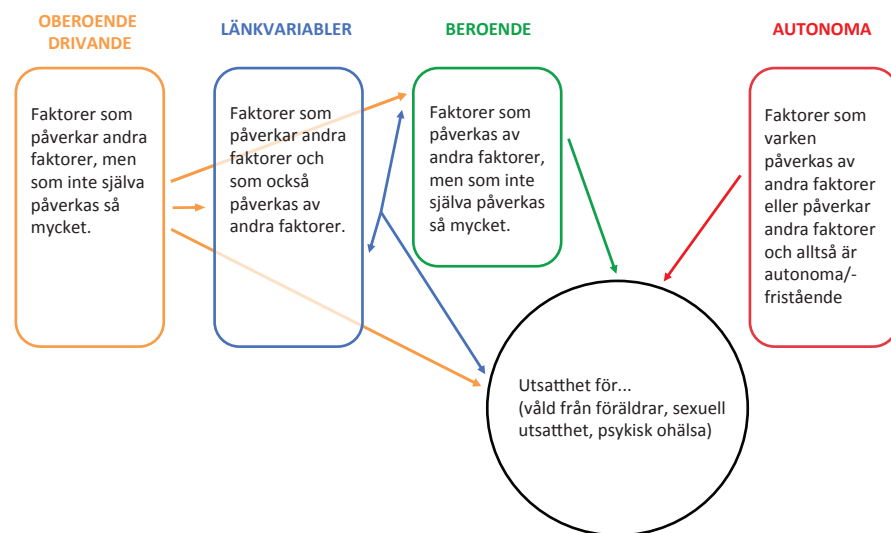 OBEROENDE
DRIVANDE
LÄNKVARIABLER
BEROENDE
AUTONOMA
Faktorer som
påverkar andra
faktorer, men
som inte själva
påverkas så
mycket.
Faktorer som
påverkar andra
faktorer och
som också
påverkas av
andra faktorer.
Faktorer som
påverkas av
andra faktorer,
men som inte
själva påverkas
så mycket.
Faktorer som
varken
påverkas av
andra faktorer
eller påverkar
andra faktorer
och alltså är
autonoma/-
fristående
Utsatthet för...
(våld från föräldrar, sexuell
utsatthet, psykisk ohälsa)